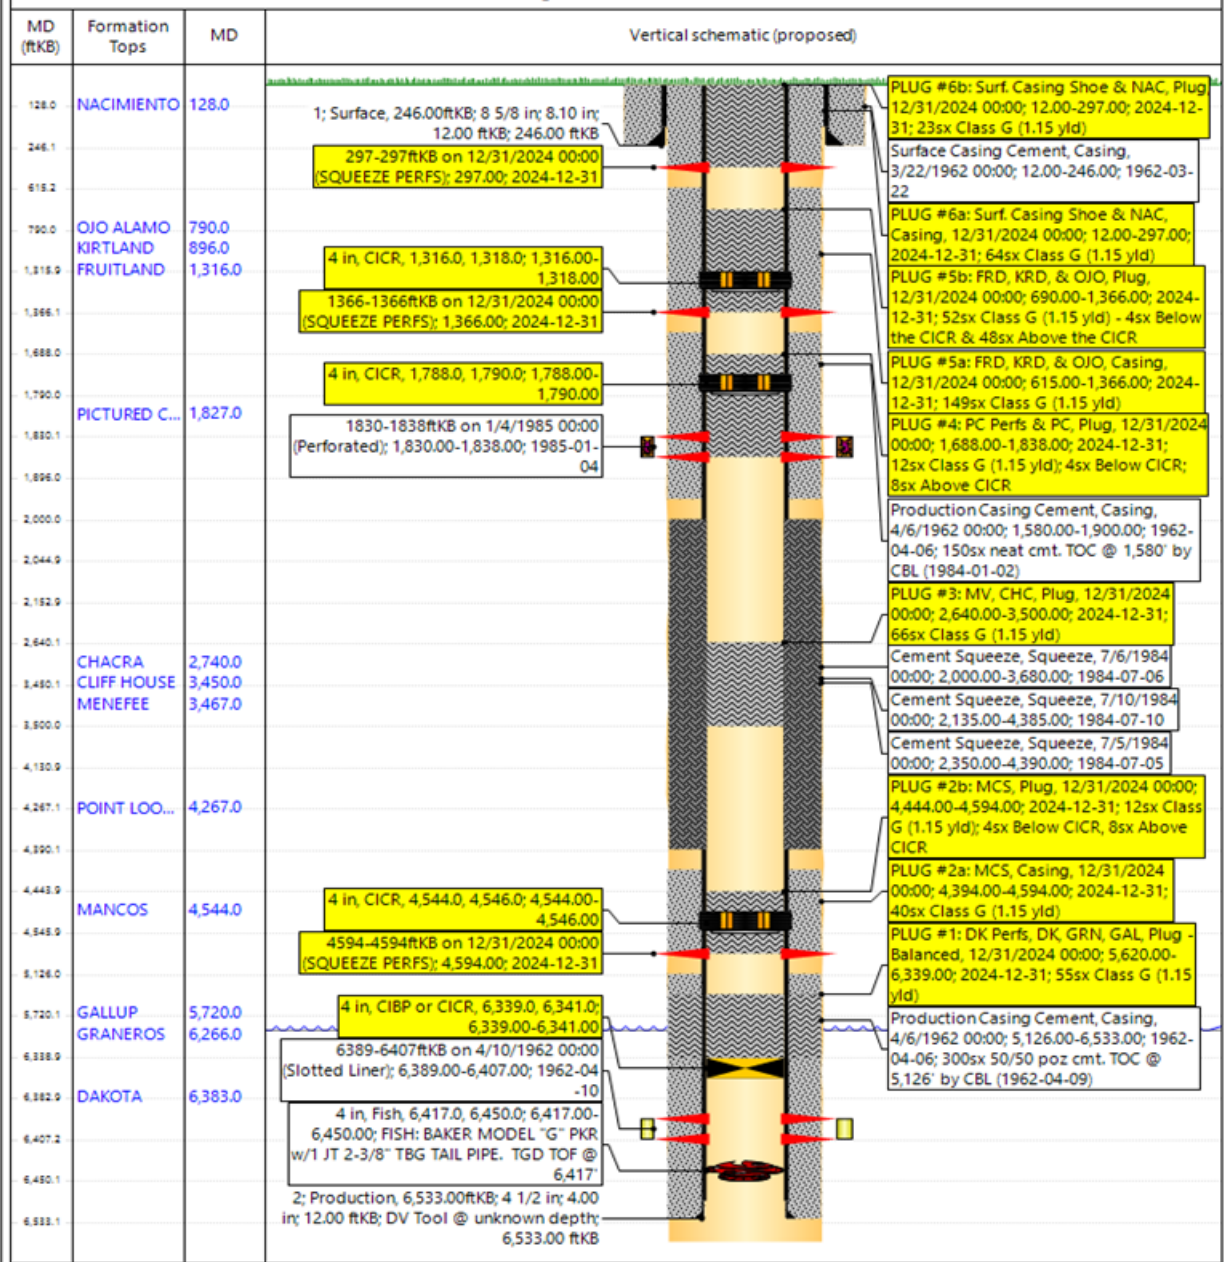 MD
(ftKB)
Formation
Tops
MD
Vertical schematic (proposed)
128.0
246.1
615.2
790.0
1,315.9
1,366.1
1,688.0
1,790.0
1,830.1
1,896.0
2,000.0
2,044.9
2,640.1
3,900.0
4,130.9
4,267.1
4,390.1
4,443.9
4,545.9
5,126.0
5,720.1
6,338.9
6,382.9
6,407.2
6,450.1
6,533.1
NACIMIENTO 128.0
OJO ALAMO 790.0
KIRTLAND 896.0
FRUITLAND 1,316.0
PICTURED C... 1,827.0
CHACRA 2,740.0
CLIFF HOUSE 3,450.0
MENEFEE 3,467.0
POINT LOO... 4,267.0
MANCOS 4,544.0
GALLUP 5,720.0
GRANEROS 6,266.0
DAKOTA 6,383.0
1; Surface, 246.00ftKB; 8 5/8 in; 8.10 in;
12.00 ftKB; 246.00 ftKB
297-297ftKB on 12/31/2024 00:00
(SQUEEZE PERFS); 297.00; 2024-12-31
4 in, CICR, 1,316.0, 1,318.0; 1,316.00-
1,318.00
1366-1366ftKB on 12/31/2024 00:00
(SQUEEZE PERFS); 1,366.00; 2024-12-31
4 in, CICR, 1,788.0, 1,790.0; 1,788.00-
1,790.00
1830-1838ftKB on 1/4/1985 00:00
(Perforated); 1,830.00-1,838.00; 1985-01-
04
4 in, CICR, 4,544.0, 4,546.0; 4,544.00-
4,546.00
4594-4594ftKB on 12/31/2024 00:00
(SQUEEZE PERFS); 4,594.00; 2024-12-31
4 in, CIBP or CICR, 6,339.0, 6,341.0;
6,339.00-6,341.00
6389-6407ftKB on 4/10/1962 00:00
(Slotted Liner); 6,389.00-6,407.00; 1962-04
-10
4 in, Fish, 6,417.0, 6,450.0; 6,417.00-
6,450.00; FISH: BAKER MODEL "G" PKR
w/1 JT 2-3/8" TBG TAIL PIPE. TGD TOF @
6,417'
2; Production, 6,533.00ftKB; 4 1/2 in; 4.00
in; 12.00 ftKB; DV Tool @ unknown depth;
6,533.00 ftKB
PLUG #6b: Surf. Casing Shoe & NAC, Plug,
12/31/2024 00:00; 12.00-297.00; 2024-12-
31; 23sx Class G (1.15 yld)
Surface Casing Cement, Casing,
3/22/1962 00:00; 12.00-246.00; 1962-03-
22
PLUG #6a: Surf. Casing Shoe & NAC,
Casing, 12/31/2024 00:00; 12.00-297.00;
2024-12-31; 64sx Class G (1.15 yld)
PLUG #5b: FRD, KRD, & OJO, Plug,
12/31/2024 00:00; 690.00-1,366.00; 2024-
12-31; 52sx Class G (1.15 yld) - 4sx Below
the CICR & 48sx Above the CICR
PLUG #5a: FRD, KRD, & OJO, Casing,
12/31/2024 00:00; 615.00-1,366.00; 2024-
12-31; 149sx Class G (1.15 yld)
PLUG #4: PC Perfs & PC, Plug, 12/31/2024
00:00; 1,688.00-1,838.00; 2024-12-31;
12sx Class G (1.15 yld); 4sx Below CICR;
8sx Above CICR
Production Casing Cement, Casing,
4/6/1962 00:00; 1,580.00-1,900.00; 1962-
04-06; 150sx neat cmt. TOC @ 1,580' by
CBL (1984-01-02)
PLUG #3: MV, CHC, Plug, 12/31/2024
00:00; 2,640.00-3,500.00; 2024-12-31;
66sx Class G (1.15 yld)
Cement Squeeze, Squeeze, 7/6/1984
00:00; 2,000.00-3,680.00; 1984-07-06
Cement Squeeze, Squeeze, 7/10/1984
00:00; 2,135.00-4,385.00; 1984-07-10
Cement Squeeze, Squeeze, 7/5/1984
00:00; 2,350.00-4,390.00; 1984-07-05
PLUG #2b: MCS, Plug, 12/31/2024 00:00;
4,444.00-4,594.00; 2024-12-31; 12sx Class
G (1.15 yld); 4sx Below CICR, 8sx Above
CICR
PLUG #2a: MCS, Casing, 12/31/2024
00:00; 4,394.00-4,594.00; 2024-12-31;
40sx Class G (1.15 yld)
PLUG #1: DK Perfs, DK, GRN, GAL, Plug -
Balanced, 12/31/2024 00:00; 5,620.00-
6,339.00; 2024-12-31; 55sx Class G (1.15
yld)
Production Casing Cement, Casing,
4/6/1962 00:00; 5,126.00-6,533.00; 1962-
04-06; 300sx 50/50 poz cmt. TOC @
5,126' by CBL (1962-04-09)